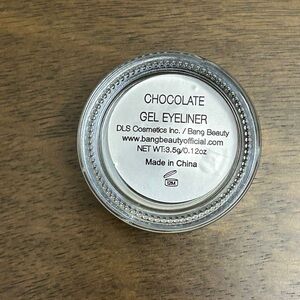 CHOCOLATE
GEL EYELINER
DLS Cosmetics Inc. / Bang Beauty
www.bangbeautyofficial.com
NET WT:3.5g/0.12oz
Made in China
12M